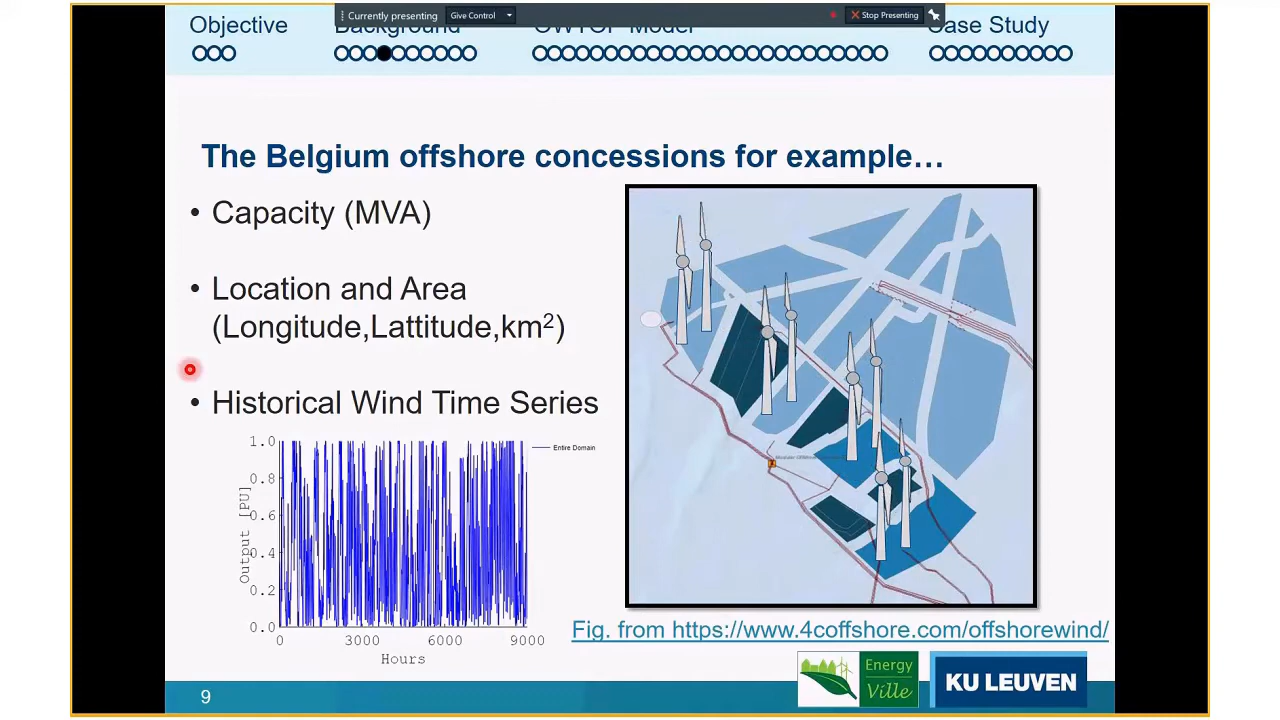 Currently presenting Give Control Stop Presenting
Objective Background OWTOP Model Case Study
The Belgium offshore concessions for example…
• Capacity (MVA)
• Location and Area
(Longitude,Lattitude,km²)
• Historical Wind Time Series
Entire Domain
1.0
0.8
0.6
0.4
0.2
0.0
Output [PU]
0 3000 6000 9000
Hours
Fig. from https://www.4coffshore.com/offshorewind/
9
Energy
Ville
KU LEUVEN